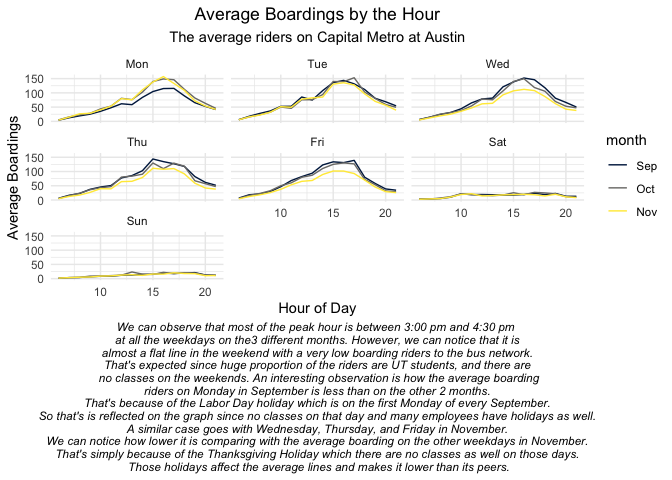 Average Boardings by the Hour
The average riders on Capital Metro at Austin
Mon
Tue
Wed
150
100
50
0
Thu
Fri
Sat
150
100
50
0
10 15 20
10 15 20
Sun
150
100
50
0
10 15 20
Average Boardings
Hour of Day
month
Sep
Oct
Nov
We can observe that most of the peak hour is between 3:00 pm and 4:30 pm
at all the weekdays on the3 different months. However, we can notice that it is
almost a flat line in the weekend with a very low boarding riders to the bus network.
That's expected since huge proportion of the riders are UT students, and there are
no classes on the weekends. An interesting observation is how the average boarding
riders on Monday in September is less than on the other 2 months.
That's because of the Labor Day holiday which is on the first Monday of every September.
So that's is reflected on the graph since no classes on that day and many employees have holidays as well.
A similar case goes with Wednesday, Thursday, and Friday in November.
We can notice how lower it is comparing with the average boarding on the other weekdays in November.
That's simply because of the Thanksgiving Holiday which there are no classes as well on those days.
Those holidays affect the average lines and makes it lower than its peers.